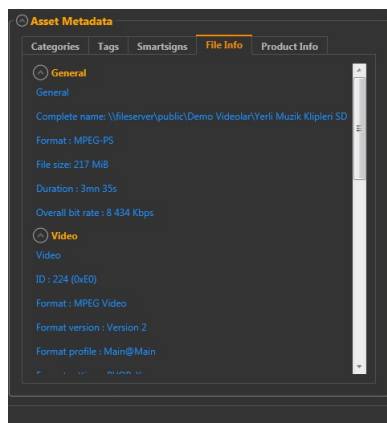 Asset Metadata
Categories Tags Smartsigns File Info Product Info
General
General
Complete name: \\fileserver\public\Demo Videolar\Yerli Muzik Klipleri SD
Format : MPEG-PS
File size: 217 MiB
Duration : 3mn 35s
Overall bit rate : 8 434 Kbps
Video
Video
ID : 224 (0xE0)
Format : MPEG Video
Format version : Version 2
Format profile : Main@Main